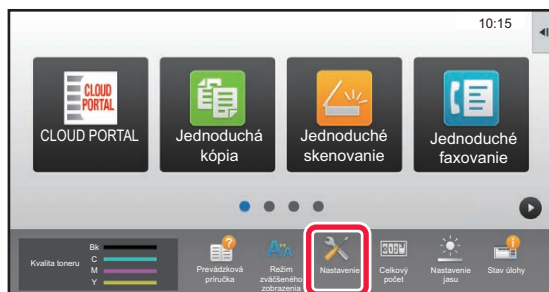 10:15
CLOUD
PORTAL
CLOUD PORTAL
Jednoduchá
kópia
Jednoduché
skenovanie
Jednoduché
faxovanie
Kvalita toneru
Bk
C
M
Y
Prevádzková
príručka
Režim
zväčšeného
zobrazenia
Nastavenie
Celkový
počet
Nastavenie
jasu
Stav úlohy